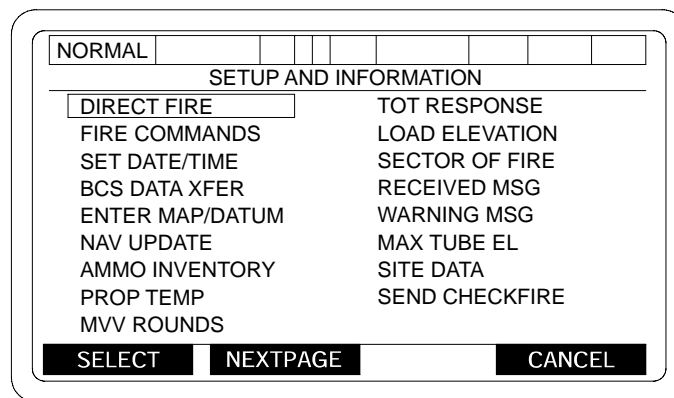 NORMAL
SETUP AND INFORMATION
DIRECT FIRE
FIRE COMMANDS
SET DATE/TIME
BCS DATA XFER
ENTER MAP/DATUM
NAV UPDATE
AMMO INVENTORY
PROP TEMP
MVV ROUNDS
TOT RESPONSE
LOAD ELEVATION
SECTOR OF FIRE
RECEIVED MSG
WARNING MSG
MAX TUBE EL
SITE DATA
SEND CHECKFIRE
SELECT NEXTPAGE CANCEL